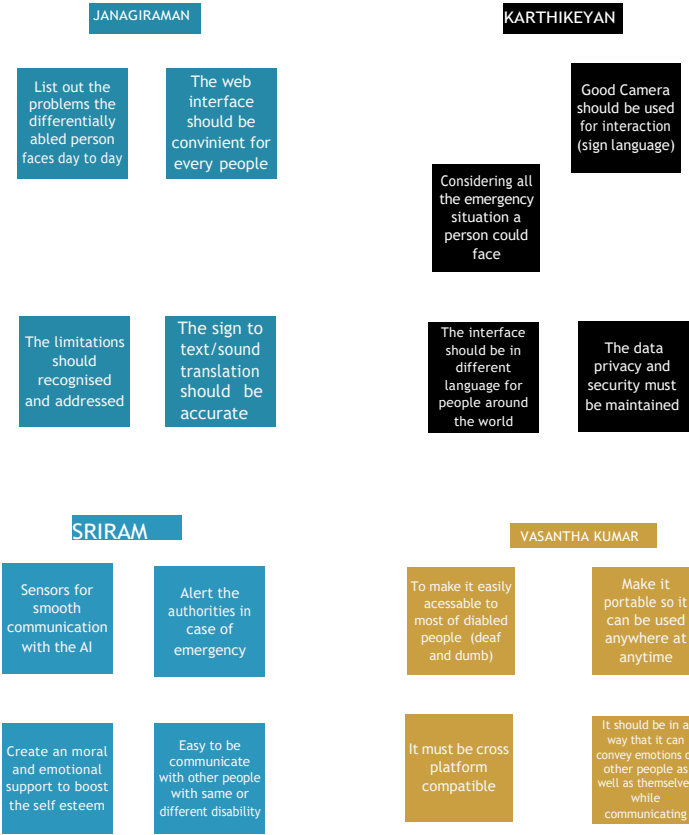 JANAGIRAMAN
List out the
problems the
differentially
abled person
faces day to day
The web
interface
should be
convinient for
every people
The limitations
should
recognised
and addressed
The sign to
text/sound
translation
should be
accurate
KARTHIKEYAN
Good Camera
should be used
for interaction
(sign language)
Considering all
the emergency
situation a
person could
face
The interface
should be in
different
language for
people around
the world
The data
privacy and
security must
be maintained
SRIRAM
Sensors for
smooth
communication
with the AI
Alert the
authorities in
case of
emergency
Create an moral
and emotional
support to boost
the self esteem
Easy to be
communicate
with other people
with same or
different disability
VASANTHA KUMAR
To make it easily
acessable to
most of diabled
people (deaf
and dumb)
Make it
portable so it
can be used
anywhere at
anytime
It must be cross
platform
compatible
It should be in a
way that it can
convey emotions
other people as
well as
while
communicating